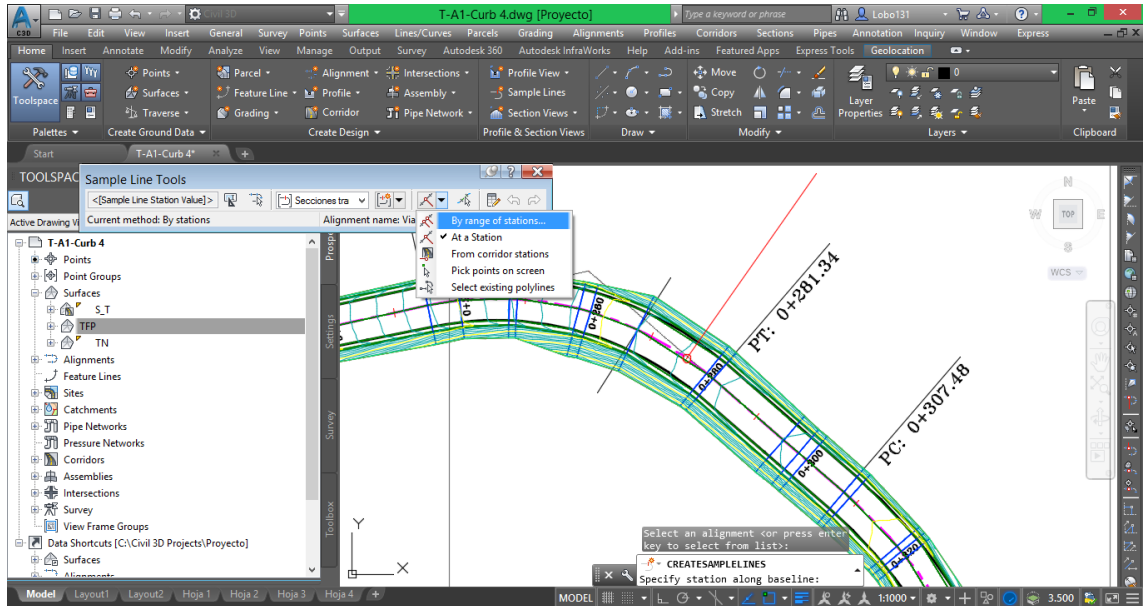 Civil 3D
T-A1-Curb 4.dwg [Proyecto]
Type a keyword or phrase
Lobo131
C3D
File Edit View Insert General Survey Points Surfaces Lines/Curves Parcels Grading Alignments Profiles Corridors Sections Pipes Annotation Inquiry Window Express
Home Insert Annotate Modify Analyze View Manage Output Survey Autodesk 360 Autodesk InfraWorks Help Add-ins Featured Apps Express Tools Geolocation
Toolspace
Points Parcel Alignment Intersections Profile View Move
Surfaces Feature Line Profile Assembly Sample Lines Copy
Traverse Grading Corridor Pipe Network Section Views Stretch
Layer Properties
0
Paste
Palettes Create Ground Data Create Design Profile & Section Views Draw Modify Layers Clipboard
Start T-A1-Curb 4* +
TOOLSPAC
Sample Line Tools
<[Sample Line Station Value]> Secciones tra
Active Drawing Vi
Current method: By stations Alignment name: Via
By range of stations...
At a Station
From corridor stations
Pick points on screen
Select existing polylines
T-A1-Curb 4
Points
Point Groups
Surfaces
S_T
TFP
TN
Alignments
Feature Lines
Sites
Catchments
Pipe Networks
Pressure Networks
Corridors
Assemblies
Intersections
Survey
View Frame Groups
Data Shortcuts [C:\Civil 3D Projects\Proyecto]
Surfaces
Alignments
Prosp
Settings
Survey
Toolbox
N
W TOP E
S
WCS
PT: 0+281.34
PC: 0+307.48
0+280
0+300
0+320
Y
X
Select an alignment <or press enter
key to select from list>:
CREATESAMPLELINES
Specify station along baseline:
Model Layout1 Layout2 Hoja 1 Hoja 2 Hoja 3 Hoja 4 +
MODEL 1:1000 3.500